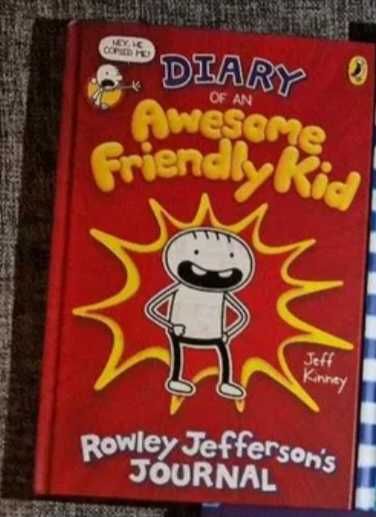 HEY, HE
COPIED ME!
DIARY
OF AN
Awesome
Friendly Kid
Jeff
Kinney
Rowley Jefferson's
JOURNAL